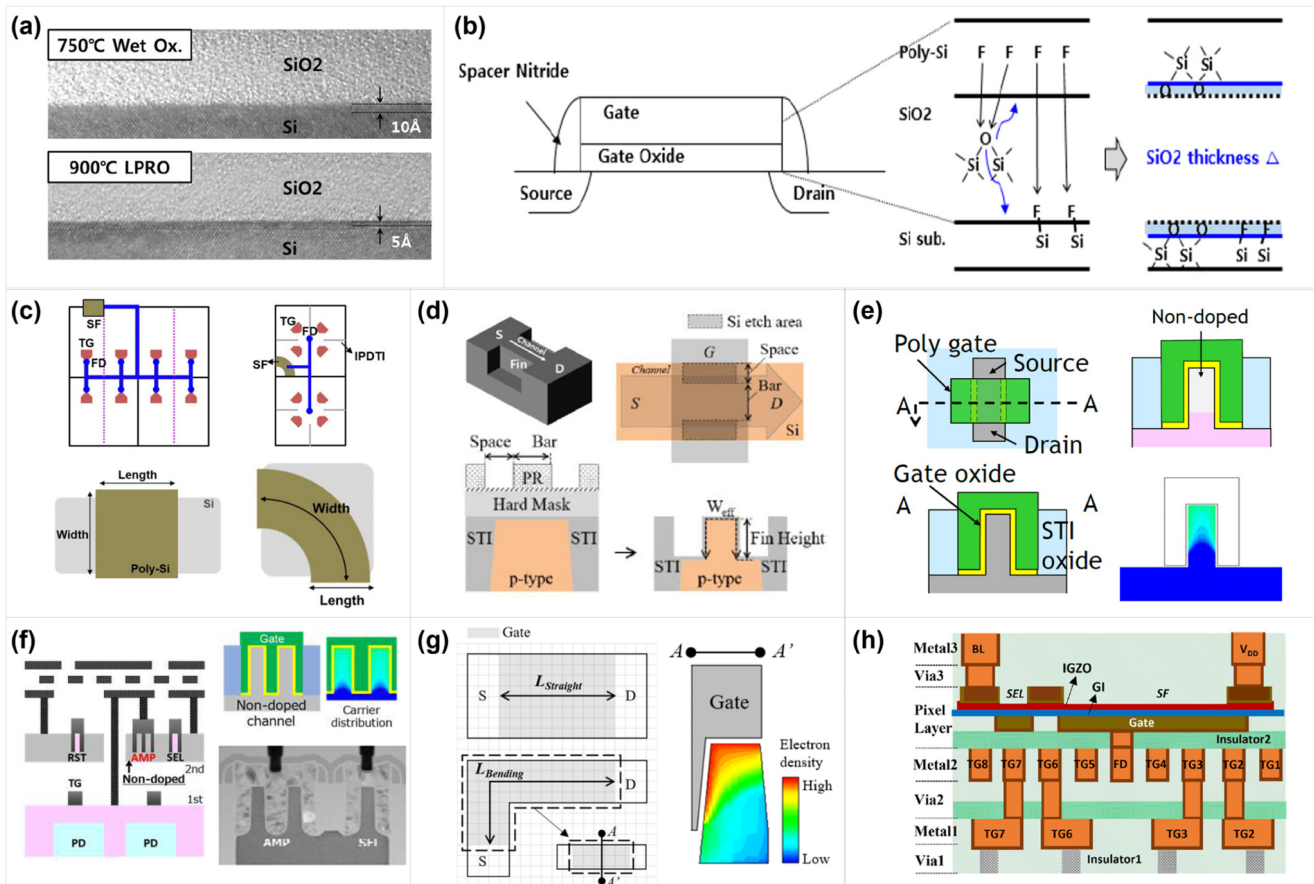 (a)
750℃ Wet Ox.
SiO2
Si
10Å
900℃ LPRO
SiO2
Si
5Å
(b)
Spacer Nitride
Gate
Gate Oxide
Source
Drain
Poly-Si
F F F F
SiO2
O
Si Si
F F
Si sub.
Si Si
Si Si
O O
SiO2 thickness △
O O F F
Si Si Si Si
(c)
SF
TG
FD
TG
FD
SF
IPDTI
Length
Width
Si
Poly-Si
Width
Length
(d)
S
Channel
Fin
D
Si etch area
G
Space
Channel
Bar
S
D
Si
Space Bar
PR
Hard Mask
STI
STI
p-type
Weff
Fin Height
STI
STI
p-type
(e)
Poly gate
Source
A
A
Drain
Non-doped
Gate oxide
A
A
STI
oxide
(f)
Gate
Non-doped
channel
Carrier
distribution
RST
AMP
SEL
2nd
Non-doped
TG
1st
PD
PD
AMP
SEL
(g)
Gate
S
LStraight
D
LBending
D
S
A
A'
A
A'
Gate
Electron
density
High
Low
(h)
Metal3
BL
VDD
Via3
IGZO
SEL
GI
SF
Pixel
Layer
Gate
Insulator2
Metal2
TG8 TG7 TG6 TG5 FD TG4 TG3 TG2 TG1
Via2
Metal1
TG7 TG6 TG3 TG2
Via1
Insulator1